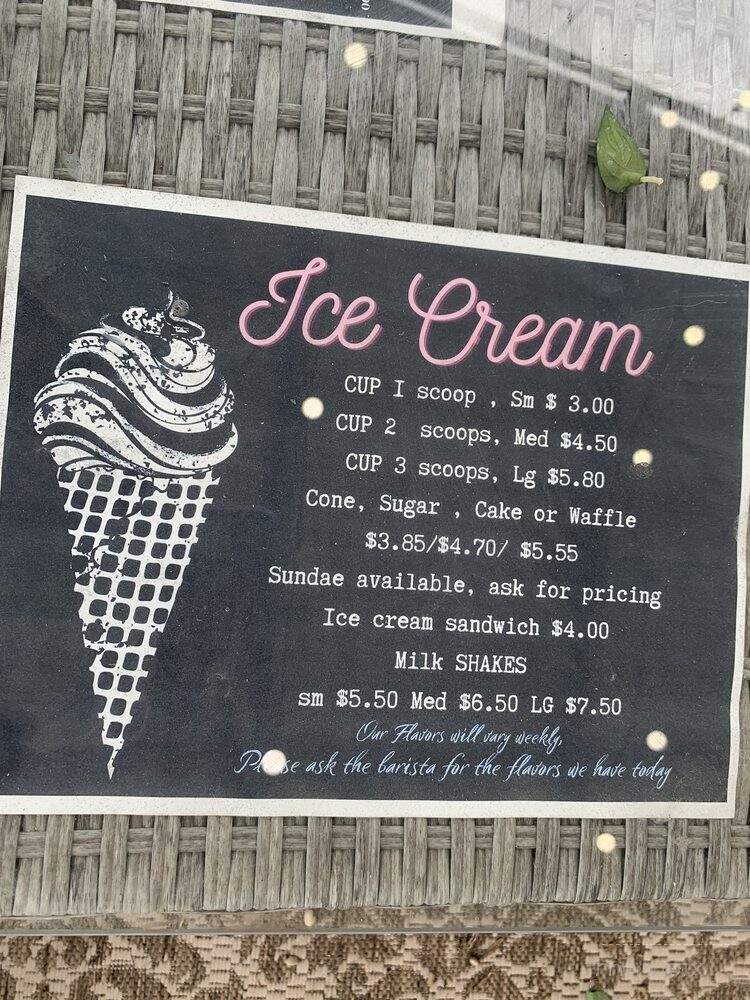 Ice Cream
CUP I scoop , Sm $ 3.00
CUP 2 scoops, Med $4.50
CUP 3 scoops, Lg $5.80
Cone, Sugar , Cake or Waffle
$3.85/$4.70/ $5.55
Sundae available, ask for pricing
Ice cream sandwich $4.00
Milk SHAKES
sm $5.50 Med $6.50 LG $7.50
Our Flavors will vary weekly,
Please ask the barista for the flavors we have today